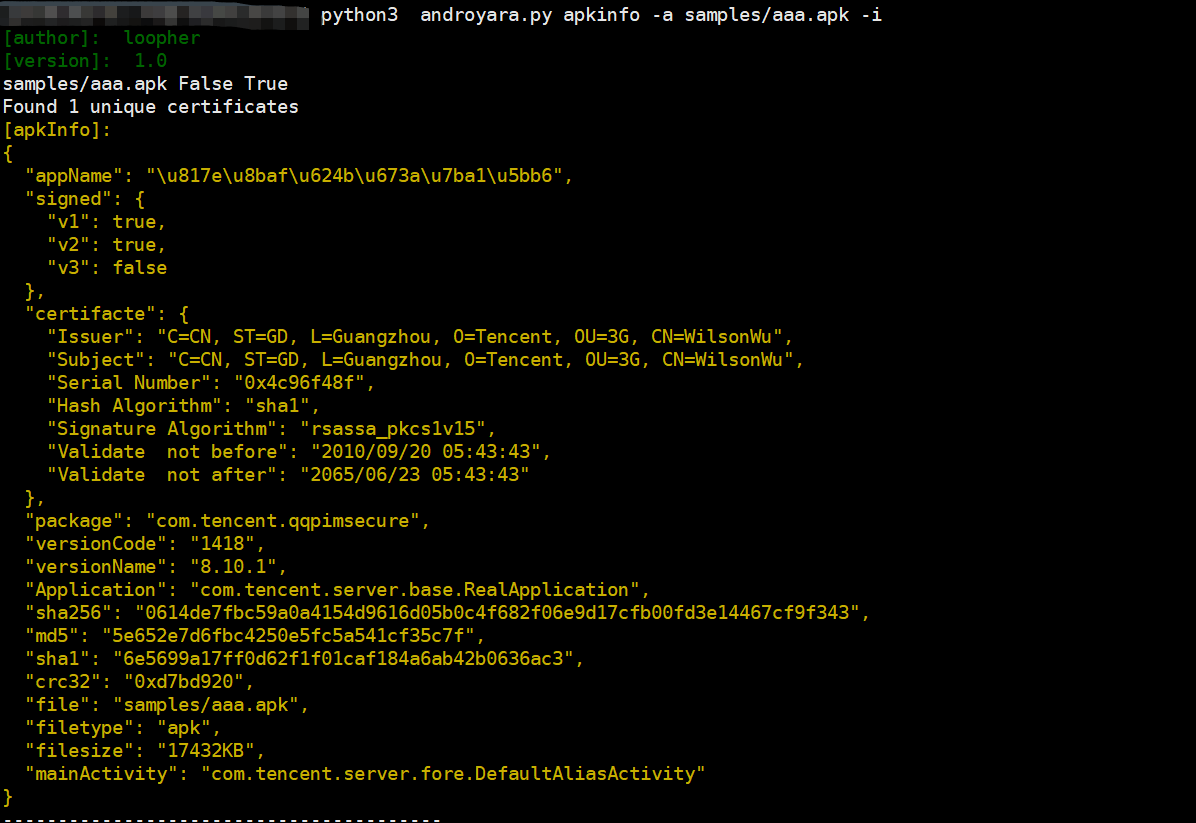 python3  androyara.py apkinfo -a samples/aaa.apk -i
[author]:  loopher
[version]:  1.0
samples/aaa.apk False True
Found 1 unique certificates
[apkInfo]:
{
  "appName": "\u817e\u8baf\u624b\u673a\u7ba1\u5bb6",
  "signed": {
    "v1": true,
    "v2": true,
    "v3": false
  },
  "certifacte": {
    "Issuer": "C=CN, ST=GD, L=Guangzhou, O=Tencent, OU=3G, CN=WilsonWu",
    "Subject": "C=CN, ST=GD, L=Guangzhou, O=Tencent, OU=3G, CN=WilsonWu",
    "Serial Number": "0x4c96f48f",
    "Hash Algorithm": "sha1",
    "Signature Algorithm": "rsassa_pkcs1v15",
    "Validate  not before": "2010/09/20 05:43:43",
    "Validate  not after": "2065/06/23 05:43:43"
  },
  "package": "com.tencent.qqpimsecure",
  "versionCode": "1418",
  "versionName": "8.10.1",
  "Application": "com.tencent.server.base.RealApplication",
  "sha256": "0614de7fbc59a0a4154d9616d05b0c4f682f06e9d17cfb00fd3e14467cf9f343",
  "md5": "5e652e7d6fbc4250e5fc5a541cf35c7f",
  "sha1": "6e5699a17ff0d62f1f01caf184a6ab42b0636ac3",
  "crc32": "0xd7bd920",
  "file": "samples/aaa.apk",
  "filetype": "apk",
  "filesize": "17432KB",
  "mainActivity": "com.tencent.server.fore.DefaultAliasActivity"
}
----------------------------------------